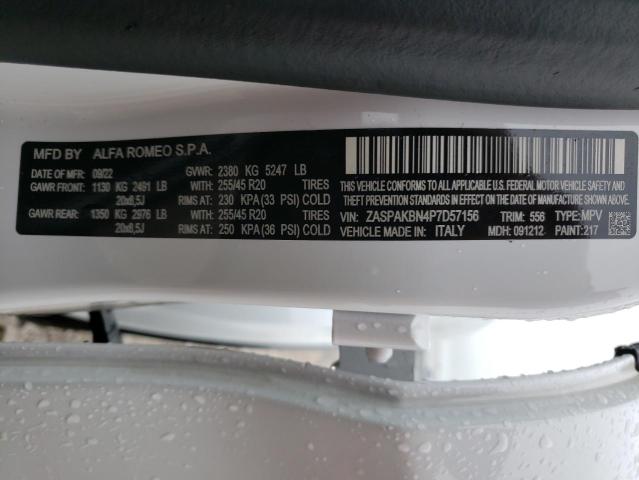 MFD BY ALFA ROMEO S.P.A.
DATE OF MFR: 09/22 GVWR: 2380 KG 5247 LB
GAWR FRONT: 1130 KG 2491 LB WITH: 255/45 R20 TIRES
20x8,5J RIMS AT: 230 KPA (33 PSI) COLD
GAWR REAR: 1350 KG 2976 LB WITH: 255/45 R20 TIRES
20x8,5J RIMS AT: 250 KPA (36 PSI) COLD
THIS VEHICLE CONFORMS TO ALL APPLICABLE U.S.A. FEDERAL MOTOR VEHICLE SAFETY
AND THEFT PREVENTION STANDARDS IN EFFECT ON THE DATE OF MANUFACTURE SHOWN ABOVE
VIN: ZASPAKBN4P7D57156 TRIM: 556 TYPE: MPV
VEHICLE MADE IN: ITALY MDH: 091212 PAINT: 217